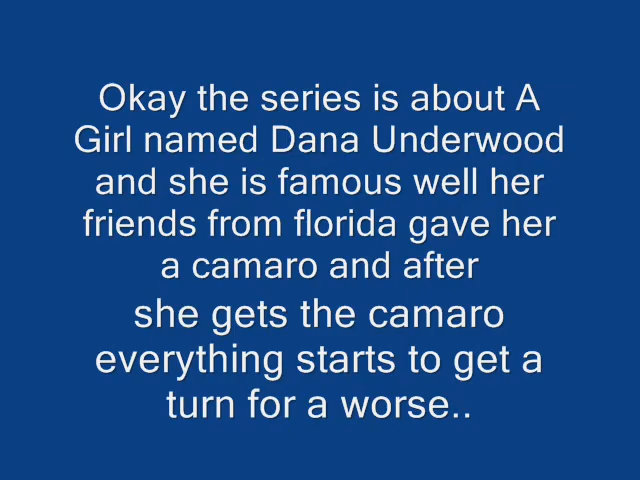 Okay the series is about A
Girl named Dana Underwood
and she is famous well her
friends from florida gave her
a camaro and after
she gets the camaro
everything starts to get a
turn for a worse..